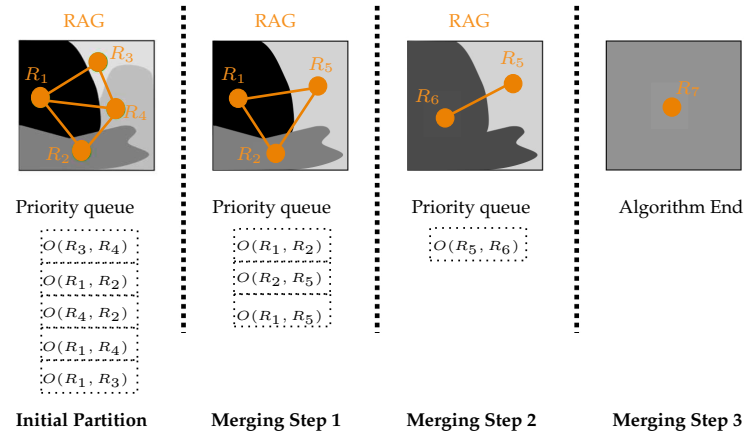 RAG
R1
R3
R4
R2
Priority queue
O(R3, R4)
O(R1, R2)
O(R4, R2)
O(R1, R4)
O(R1, R3)
Initial Partition
RAG
R1
R5
R2
Priority queue
O(R1, R2)
O(R2, R5)
O(R1, R5)
Merging Step 1
RAG
R5
R6
Priority queue
O(R5, R6)
Merging Step 2
R7
Algorithm End
Merging Step 3